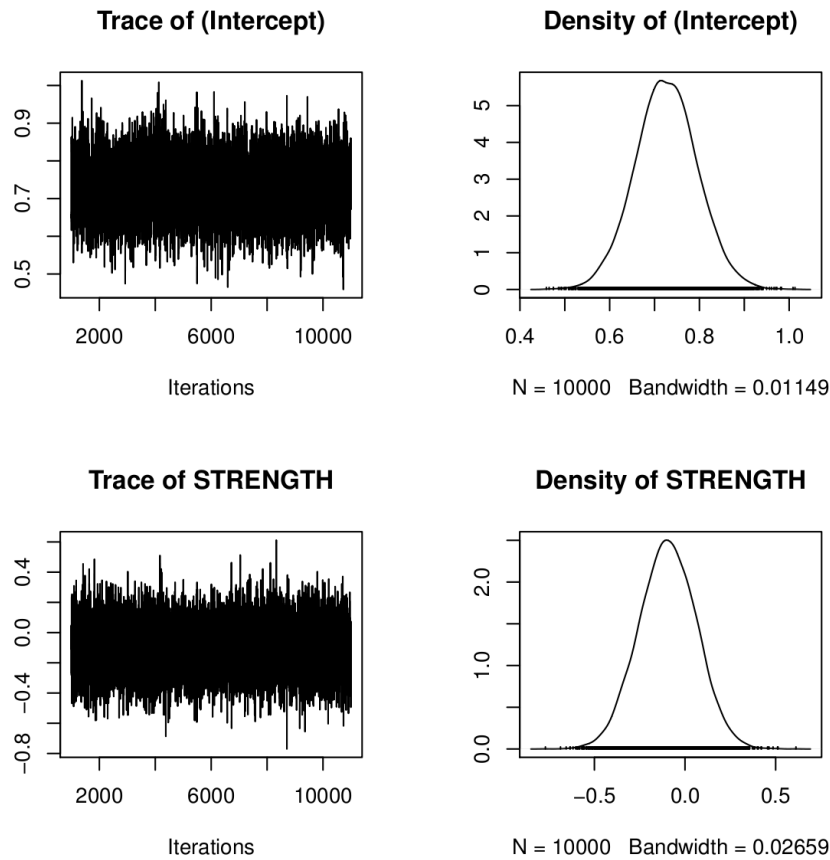 Trace of (Intercept)
0.9
0.7
0.5
2000 6000 10000
Iterations
Density of (Intercept)
5
4
3
2
1
0
0.4 0.6 0.8 1.0
N = 10000 Bandwidth = 0.01149
Trace of STRENGTH
0.4
0.0
−0.4
−0.8
2000 6000 10000
Iterations
Density of STRENGTH
2.0
1.0
0.0
−0.5 0.0 0.5
N = 10000 Bandwidth = 0.02659